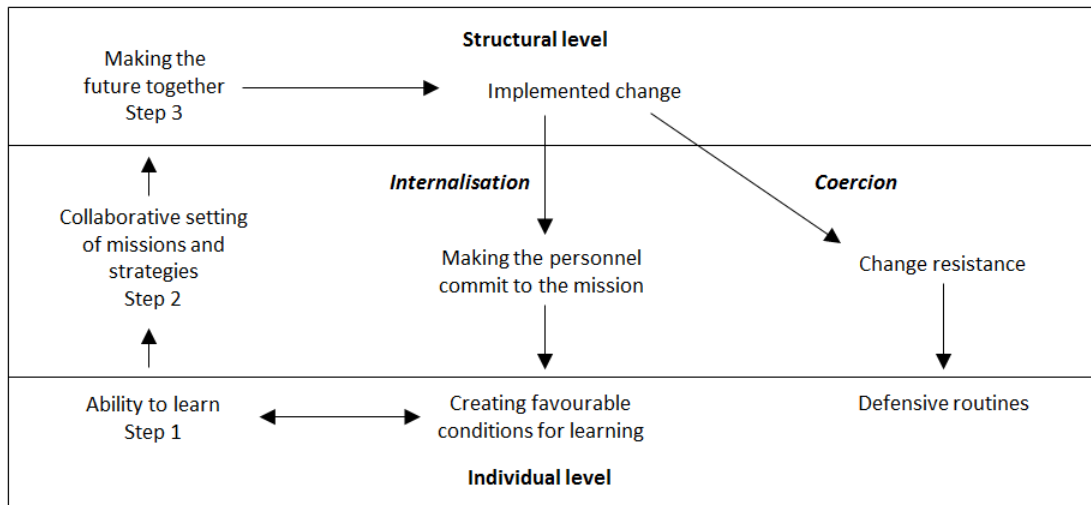 Structural level
Making the
future together
Step 3
Implemented change
Internalisation
Coercion
Collaborative setting
of missions and
strategies
Step 2
Making the personnel
commit to the mission
Change resistance
Ability to learn
Step 1
Creating favourable
conditions for learning
Defensive routines
Individual level